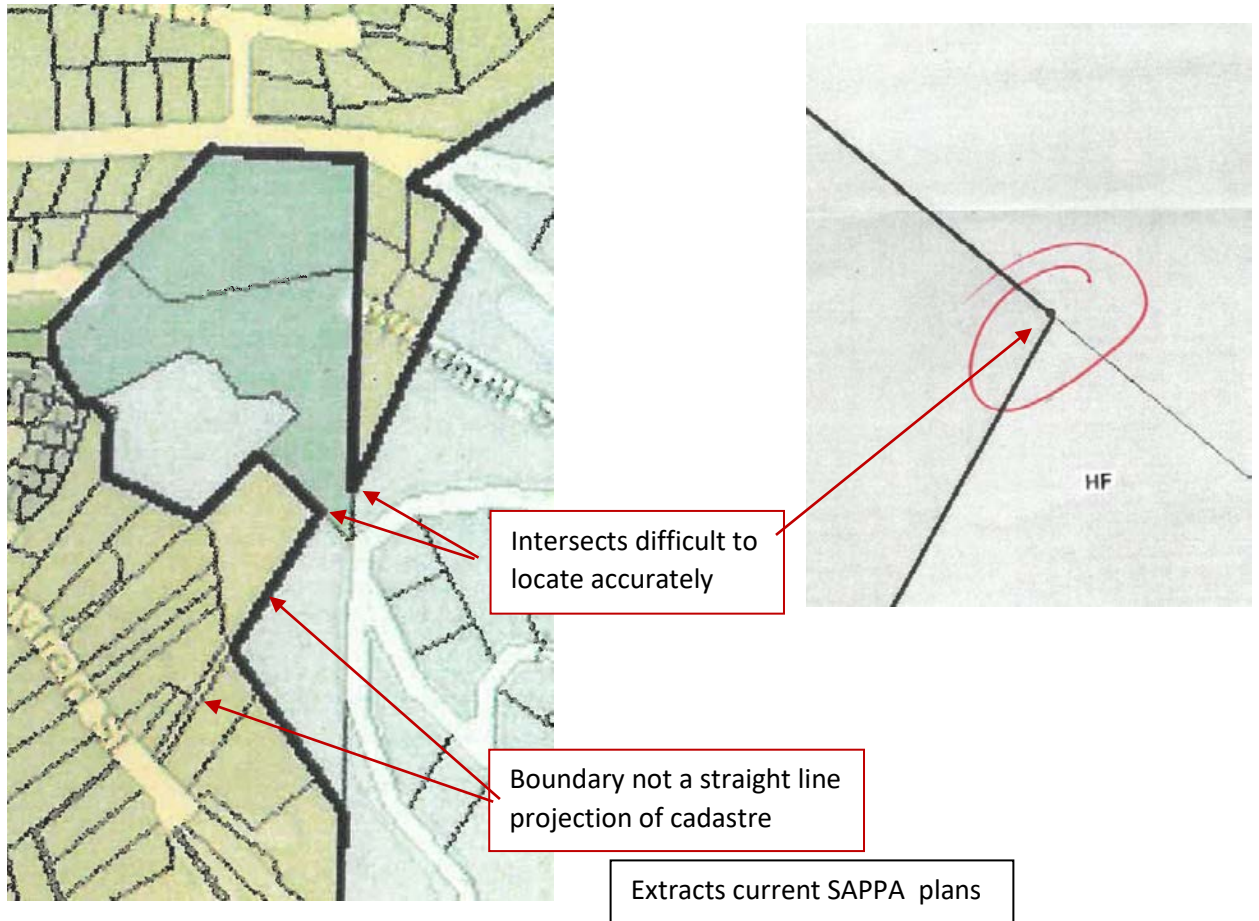 HF
Intersects difficult to
locate accurately
Boundary not a straight line
projection of cadastre
Extracts current SAPPA plans